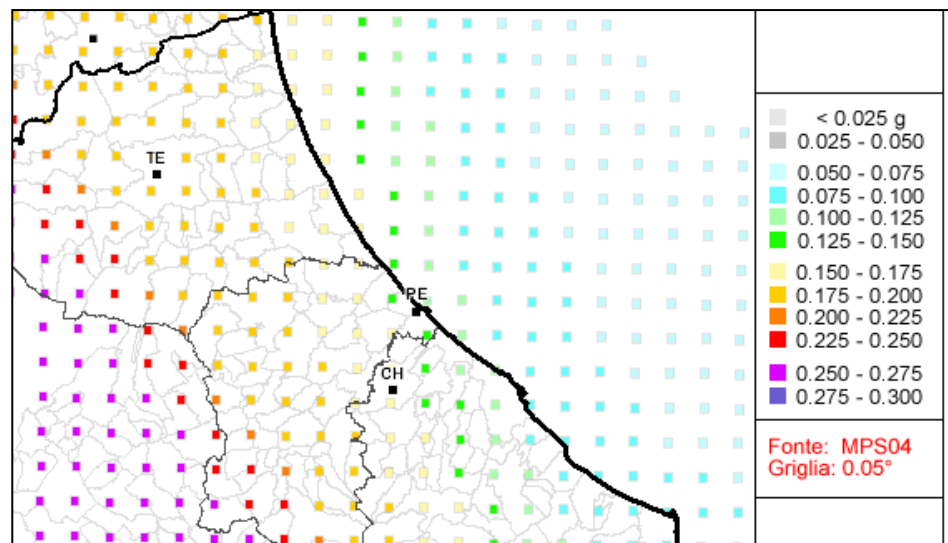 TE
PE
CH
< 0.025 g
0.025 - 0.050
0.050 - 0.075
0.075 - 0.100
0.100 - 0.125
0.125 - 0.150
0.150 - 0.175
0.175 - 0.200
0.200 - 0.225
0.225 - 0.250
0.250 - 0.275
0.275 - 0.300
Fonte: MPS04
Griglia: 0.05°